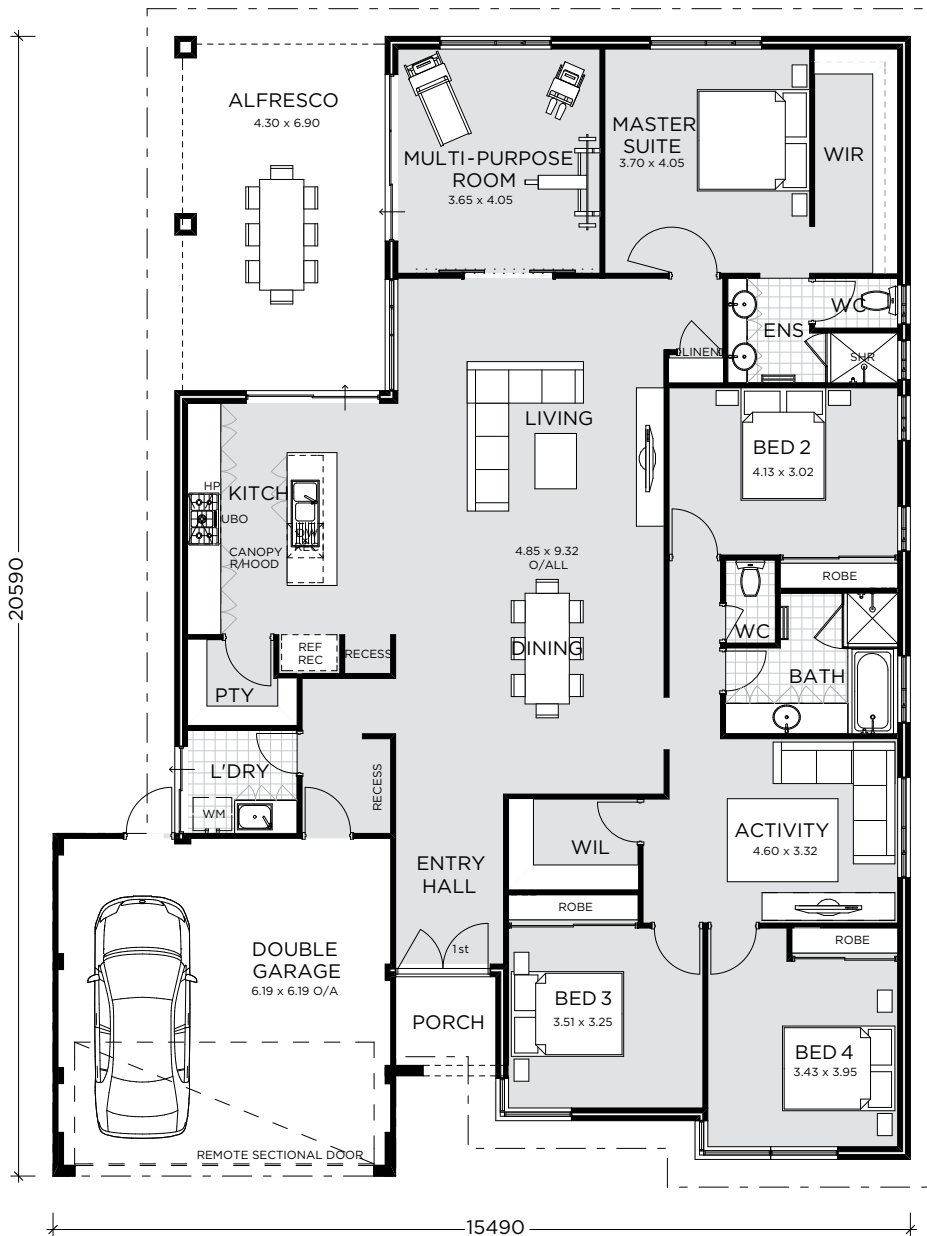 ALFRESCO
4.30 x 6.90
MULTI-PURPOSE
ROOM
3.65 x 4.05
MASTER
SUITE
3.70 x 4.05
WIR
WC
ENS
SHR
LINEN
LIVING
BED 2
4.13 x 3.02
HP
KITCH
UBO
CANOPY
R/HOOD
DW
REC
4.85 x 9.32
O/ALL
ROBE
WC
DINING
BATH
REF
REC
RECESS
PTY
L'DRY
WM
RECESS
WIL
ACTIVITY
4.60 x 3.32
ENTRY
HALL
ROBE
ROBE
1st
DOUBLE
GARAGE
6.19 x 6.19 O/A
PORCH
BED 3
3.51 x 3.25
BED 4
3.43 x 3.95
REMOTE SECTIONAL DOOR
20590
15490